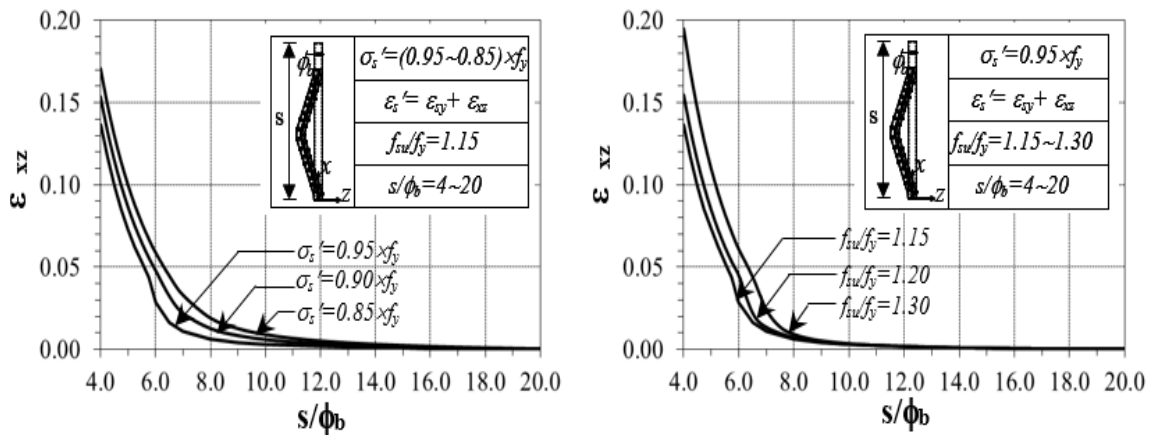 0.20
0.15
0.10
0.05
0.00
ε xz
4.0 6.0 8.0 10.0 12.0 14.0 16.0 18.0 20.0
s/ϕb
s
ϕb
x
z
σs'=(0.95~0.85)×fy
εs'= εsy+ εxz
fsu/fy=1.15
s/ϕb=4~20
σs'=0.95×fy
σs'=0.90×fy
σs'=0.85×fy
0.20
0.15
0.10
0.05
0.00
ε xz
4.0 6.0 8.0 10.0 12.0 14.0 16.0 18.0 20.0
s/ϕb
s
ϕb
x
z
σs'=0.95×fy
εs'= εsy+ εxz
fsu/fy=1.15~1.30
s/ϕb=4~20
fsu/fy=1.15
fsu/fy=1.20
fsu/fy=1.30